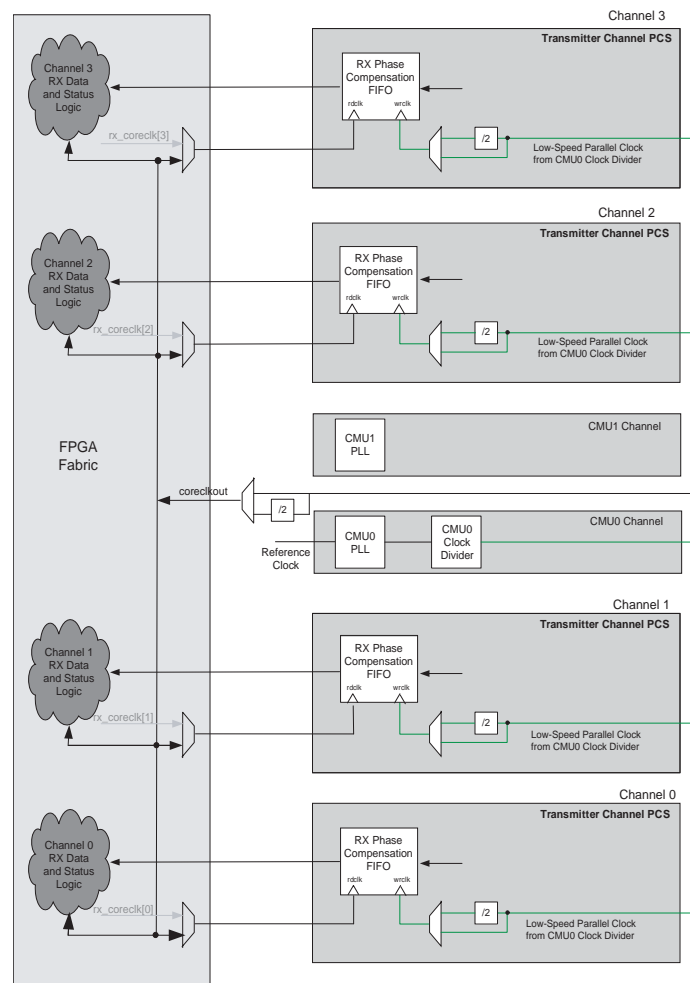 Channel 3
Transmitter Channel PCS
Channel 3
RX Data
and Status
Logic
RX Phase
Compensation
FIFO
rdclk
wrclk
rx_coreclk[3]
/2
Low-Speed Parallel Clock
from CMU0 Clock Divider
Channel 2
Transmitter Channel PCS
Channel 2
RX Data
and Status
Logic
RX Phase
Compensation
FIFO
rdclk
wrclk
rx_coreclk[2]
/2
Low-Speed Parallel Clock
from CMU0 Clock Divider
FPGA
Fabric
CMU1 Channel
CMU1
PLL
coreclkout
/2
CMU0 Channel
Reference
Clock
CMU0
PLL
CMU0
Clock
Divider
Channel 1
Transmitter Channel PCS
Channel 1
RX Data
and Status
Logic
RX Phase
Compensation
FIFO
rdclk
wrclk
rx_coreclk[1]
/2
Low-Speed Parallel Clock
from CMU0 Clock Divider
Channel 0
Transmitter Channel PCS
Channel 0
RX Data
and Status
Logic
RX Phase
Compensation
FIFO
rdclk
wrclk
rx_coreclk[0]
/2
Low-Speed Parallel Clock
from CMU0 Clock Divider